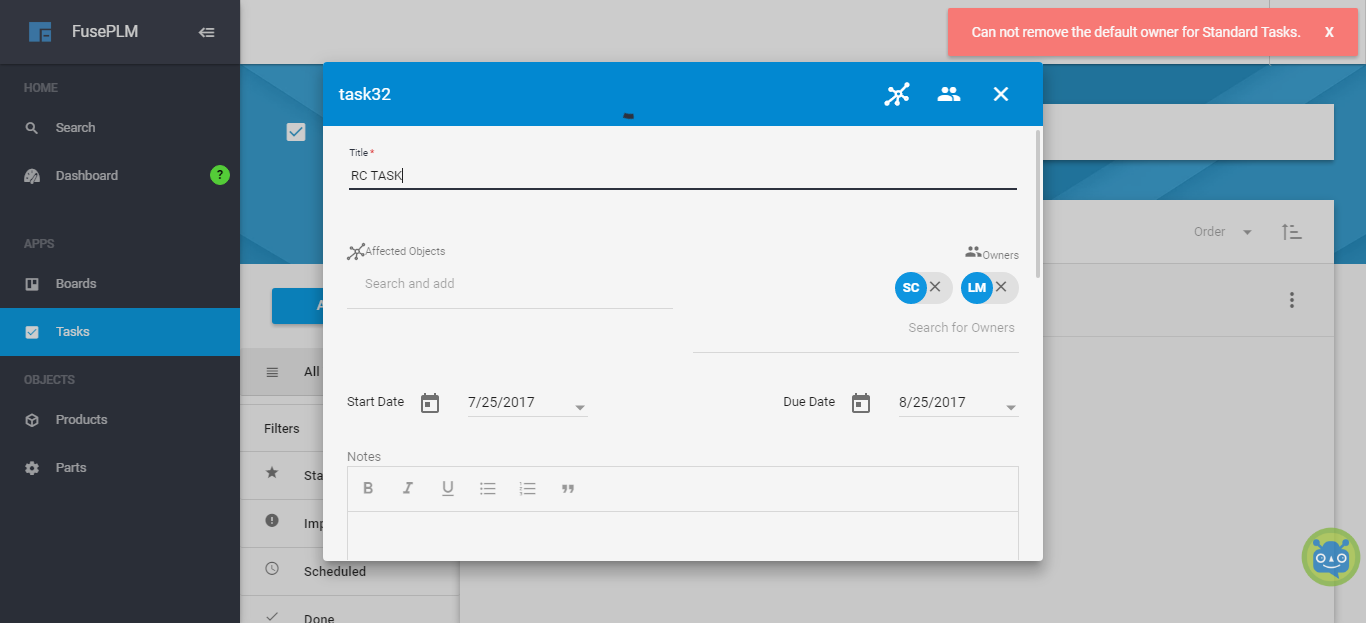 FusePLM
Can not remove the default owner for Standard Tasks. X
HOME
Search
Dashboard
?
APPS
Boards
Tasks
OBJECTS
Products
Parts
A
All
Filters
Sta
Imp
Scheduled
Done
Order
task32
Title *
RC TASK
Affected Objects
Search and add
Owners
SC
LM
Search for Owners
Start Date 7/25/2017
Due Date 8/25/2017
Notes
B I U